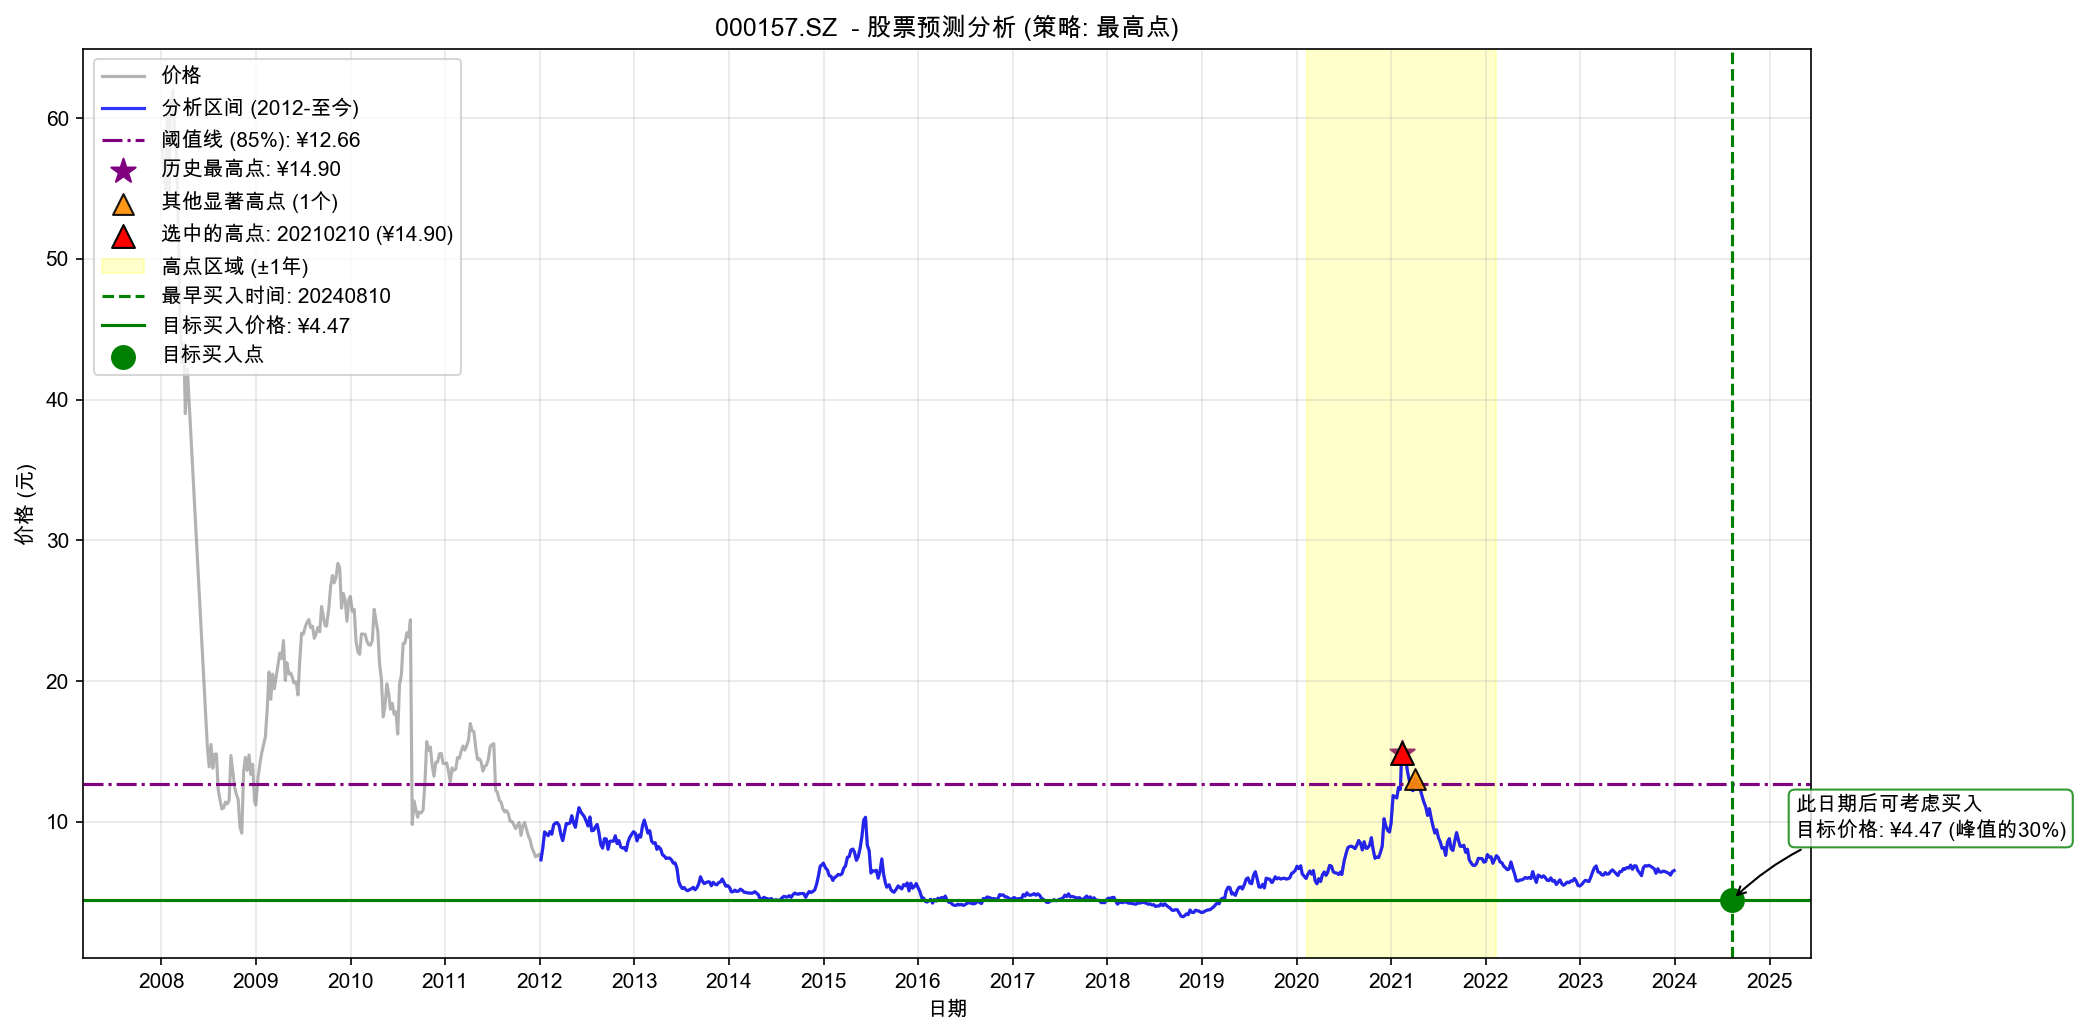 000157.SZ - 股票预测分析 (策略: 最高点)
价格
分析区间 (2012-至今)
阈值线 (85%): ¥12.66
历史最高点: ¥14.90
其他显著高点 (1个)
选中的高点: 20210210 (¥14.90)
高点区域 (±1年)
最早买入时间: 20240810
目标买入价格: ¥4.47
目标买入点
60
50
40
30
20
10
价格 (元)
此日期后可考虑买入
目标价格: ¥4.47 (峰值的30%)
2008 2009 2010 2011 2012 2013 2014 2015 2016 2017 2018 2019 2020 2021 2022 2023 2024 2025
日期